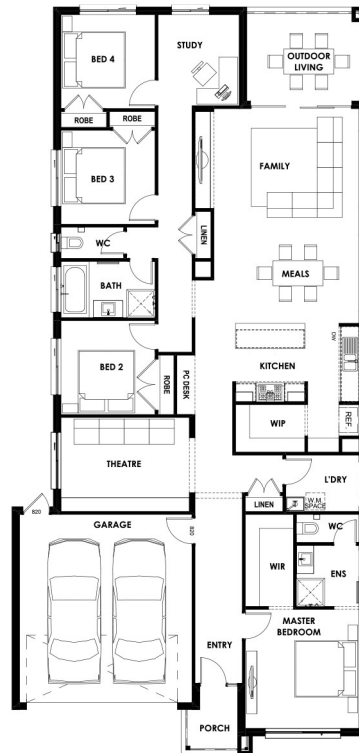 BED 4
STUDY
OUTDOOR
LIVING
ROBE
ROBE
FAMILY
BED 3
LINEN
WC
BATH
MEALS
DW
KITCHEN
BED 2
ROBE
PC DESK
WIP
REF.
THEATRE
L'DRY
LINEN
W.M
SPACE
820
GARAGE
820
WC
WIR
ENS
MASTER
BEDROOM
ENTRY
PORCH